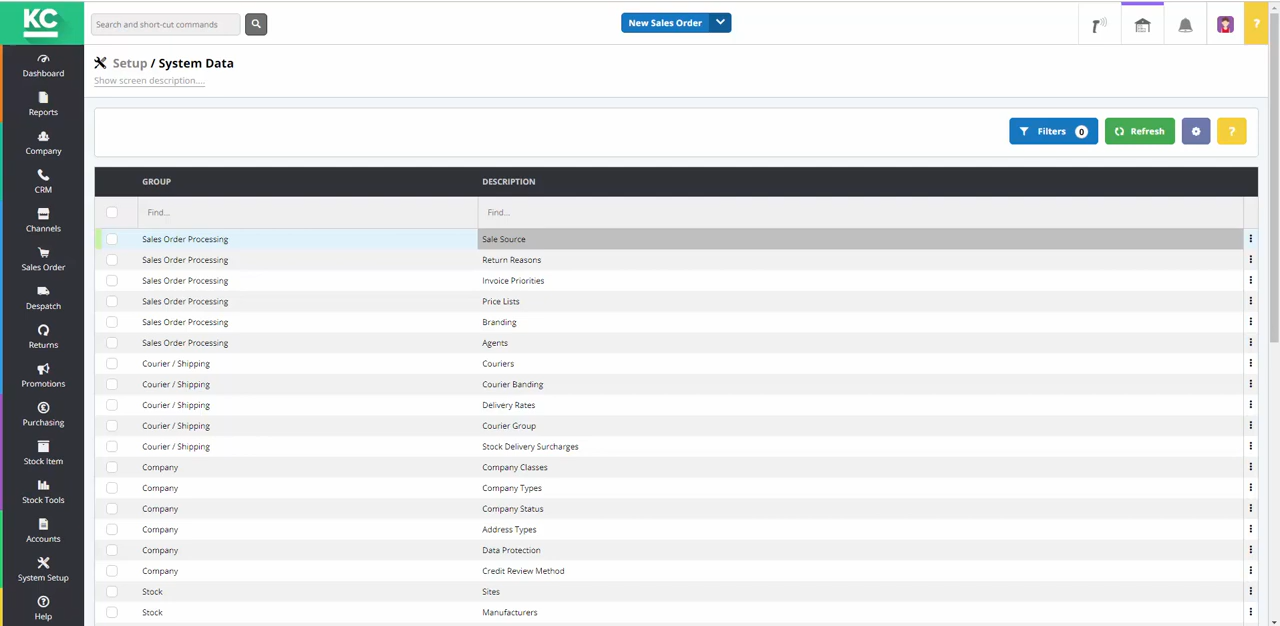 KC
Search and short-cut commands
New Sales Order
?
Setup / System Data
Show screen description....
Dashboard
Reports
Company
CRM
Channels
Sales Order
Despatch
Returns
Promotions
Purchasing
Stock Item
Stock Tools
Accounts
System Setup
Help
Filters 0 Refresh ?
GROUP DESCRIPTION
Find... Find...
Sales Order Processing Sale Source
Sales Order Processing Return Reasons
Sales Order Processing Invoice Priorities
Sales Order Processing Price Lists
Sales Order Processing Branding
Sales Order Processing Agents
Courier / Shipping Couriers
Courier / Shipping Courier Banding
Courier / Shipping Delivery Rates
Courier / Shipping Courier Group
Courier / Shipping Stock Delivery Surcharges
Company Company Classes
Company Company Types
Company Company Status
Company Address Types
Company Data Protection
Company Credit Review Method
Stock Sites
Stock Manufacturers